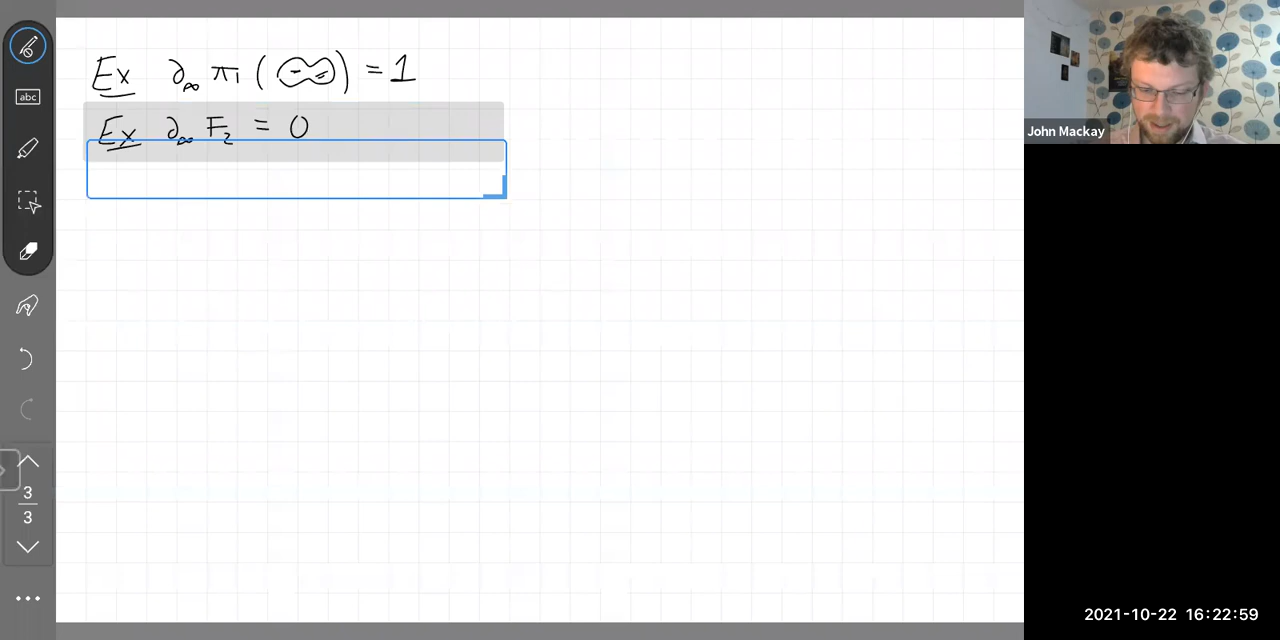 Ex ∂∞ π₁ ( ) = 1
Ex ∂∞ F₂ = 0
abc
3
3
John Mackay
2021-10-22 16:22:59